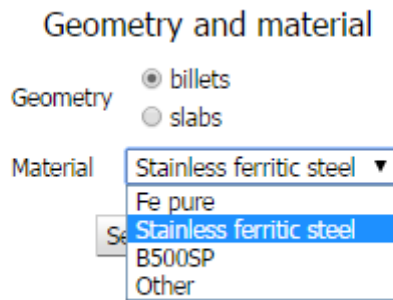 Geometry and material
Geometry
billets
slabs
Material
Stainless ferritic steel
Fe pure
Stainless ferritic steel
B500SP
Other